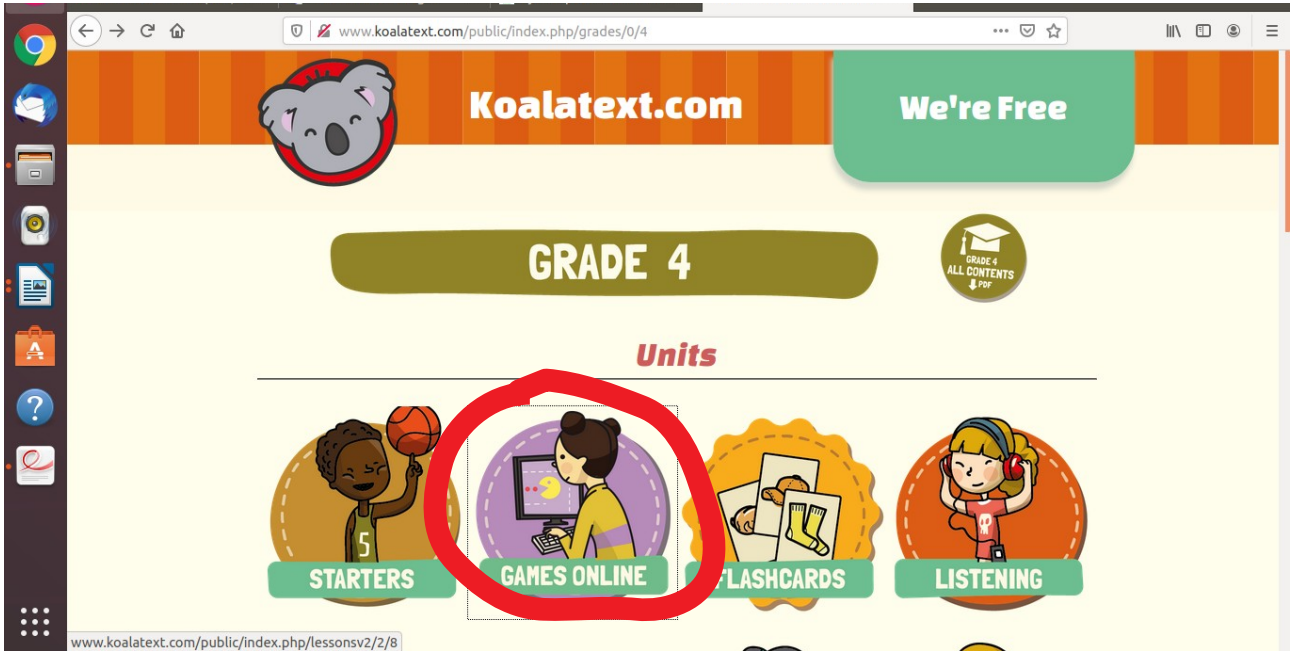 www.koalatext.com/public/index.php/grades/0/4
Koalatext.com
We're Free
GRADE 4
GRADE 4
ALL CONTENTS
PDF
Units
5
STARTERS
GAMES ONLINE
FLASHCARDS
LISTENING
www.koalatext.com/public/index.php/lessonsv2/2/8